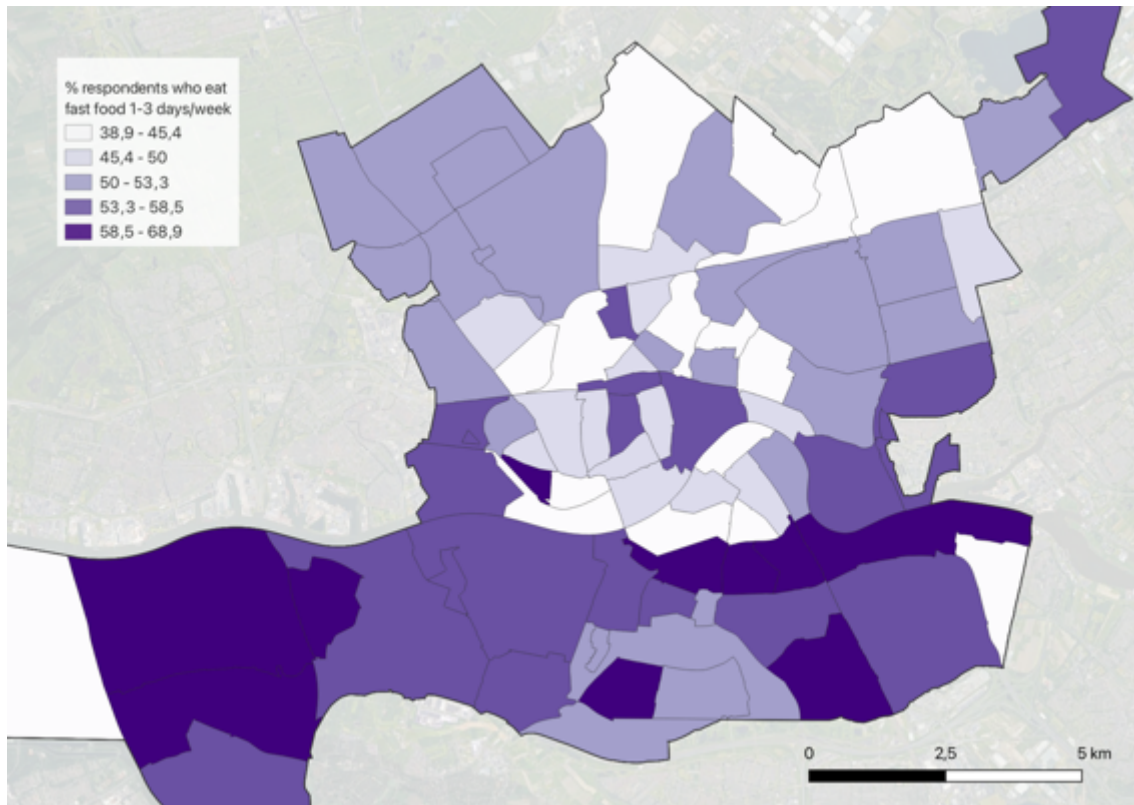 % respondents who eat
fast food 1-3 days/week
38,9 - 45,4
45,4 - 50
50 - 53,3
53,3 - 58,5
58,5 - 68,9
0 2,5 5 km